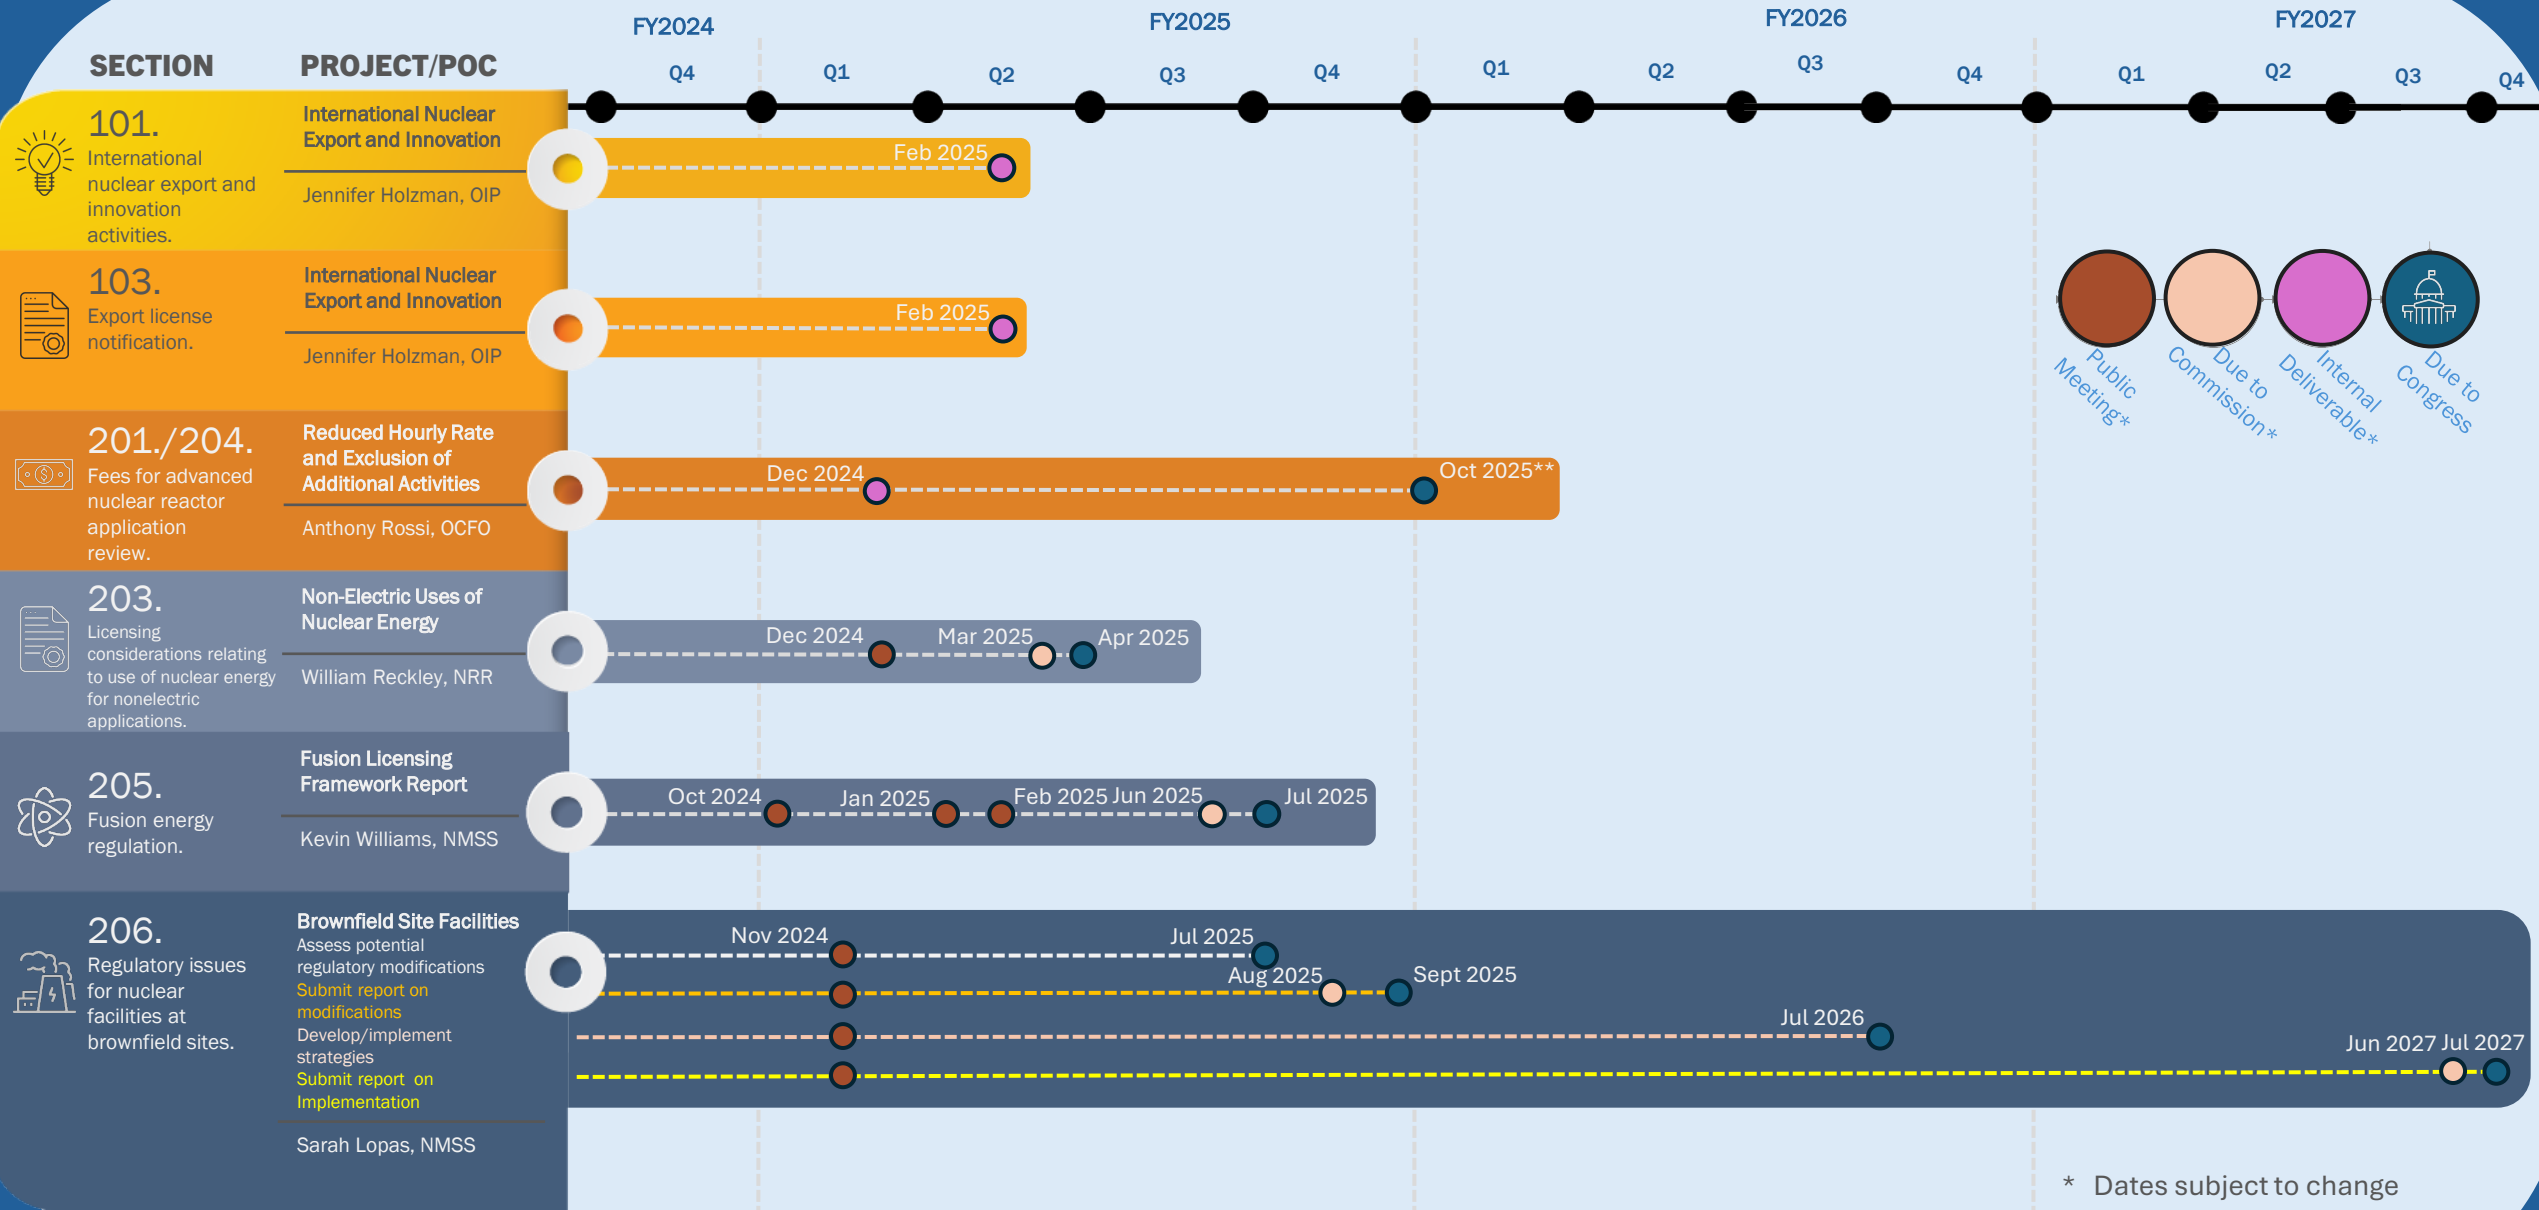 FY2024
FY2025
FY2026
FY2027
SECTION
PROJECT/POC
Q4
Q1
Q2
Q3
Q4
Q1
Q2
Q3
Q4
Q1
Q2
Q3
Q4
101.
International
nuclear export and
innovation
activities.
International Nuclear
Export and Innovation
Jennifer Holzman, OIP
Feb 2025
103.
Export license
notification.
International Nuclear
Export and Innovation
Jennifer Holzman, OIP
Feb 2025
Public
Meeting*
Due to
Commission*
Internal
Deliverable*
Due to
Congress
201./204.
Fees for advanced
nuclear reactor
application
review.
Reduced Hourly Rate
and Exclusion of
Additional Activities
Anthony Rossi, OCFO
Dec 2024
Oct 2025**
203.
Licensing
considerations relating
to use of nuclear energy
for nonelectric
applications.
Non-Electric Uses of
Nuclear Energy
William Reckley, NRR
Dec 2024
Mar 2025
Apr 2025
205.
Fusion energy
regulation.
Fusion Licensing
Framework Report
Kevin Williams, NMSS
Oct 2024
Jan 2025
Feb 2025
Jun 2025
Jul 2025
206.
Regulatory issues
for nuclear
facilities at
brownfield sites.
Brownfield Site Facilities
Assess potential
regulatory modifications
Submit report on
modifications
Develop/implement
strategies
Submit report on
Implementation
Sarah Lopas, NMSS
Nov 2024
Jul 2025
Aug 2025
Sept 2025
Jul 2026
Jun 2027
Jul 2027
* Dates subject to change